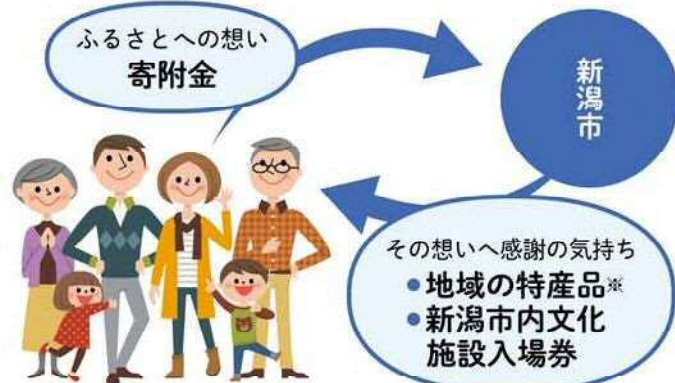 ふるさとへの想い
寄附金
新潟市
その想いへ感謝の気持ち
●地域の特産品※
●新潟市内文化
施設入場券